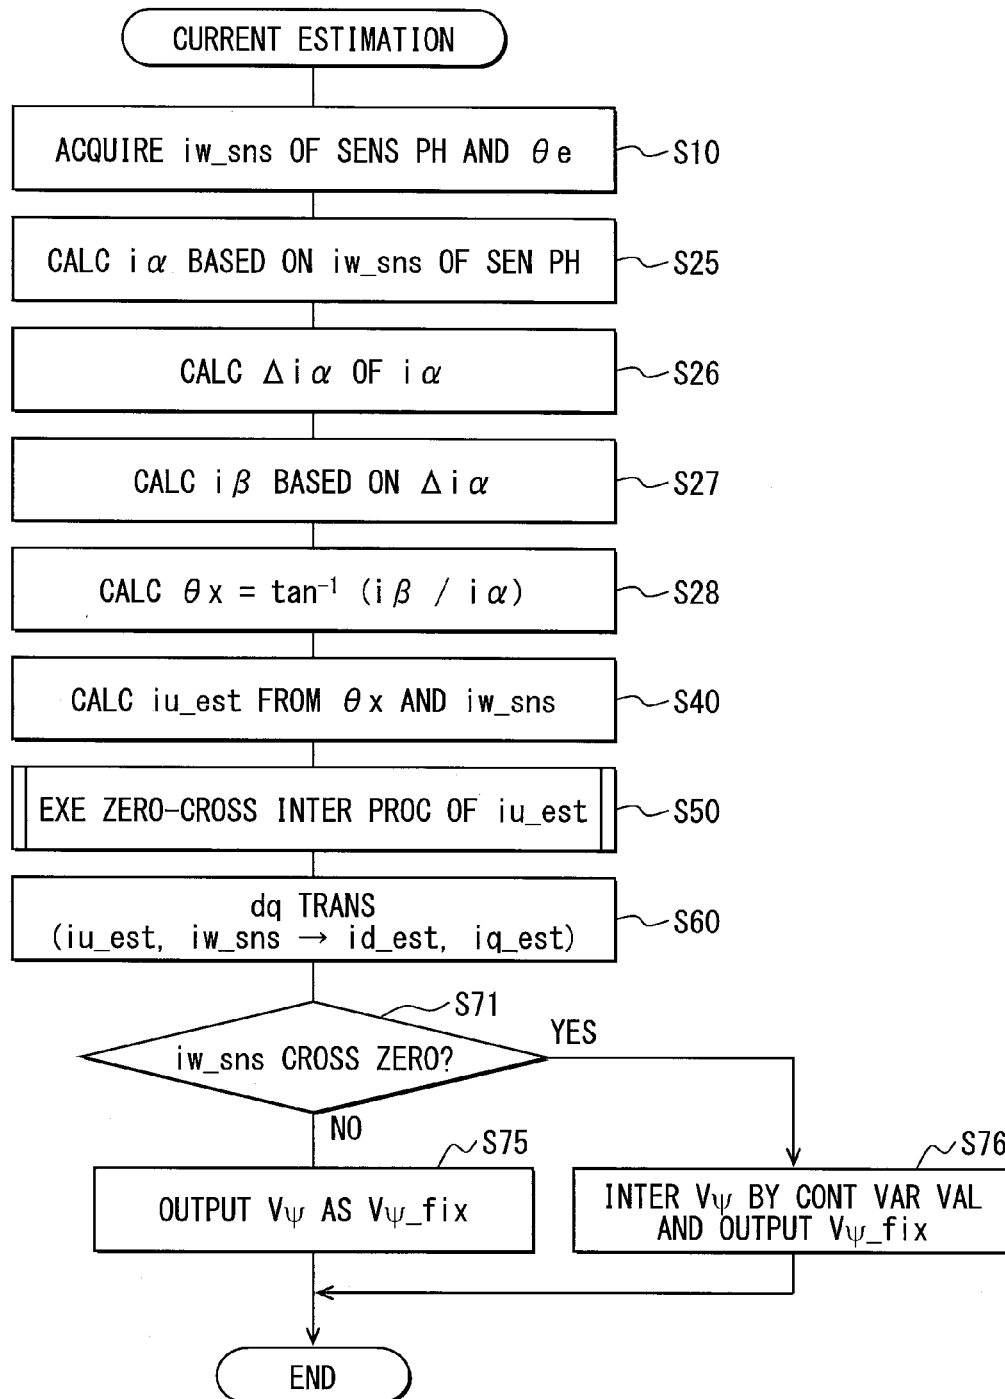 CURRENT ESTIMATION
ACQUIRE iw_sns OF SENS PH AND θe
S10
CALC iα BASED ON iw_sns OF SEN PH
S25
CALC Δiα OF iα
S26
CALC iβ BASED ON Δiα
S27
CALC θx = tan⁻¹ (iβ / iα)
S28
CALC iu_est FROM θx AND iw_sns
S40
EXE ZERO-CROSS INTER PROC OF iu_est
S50
dq TRANS
(iu_est, iw_sns → id_est, iq_est)
S60
S71
iw_sns CROSS ZERO?
YES
NO
S75
OUTPUT Vψ AS Vψ_fix
S76
INTER Vψ BY CONT VAR VAL
AND OUTPUT Vψ_fix
END